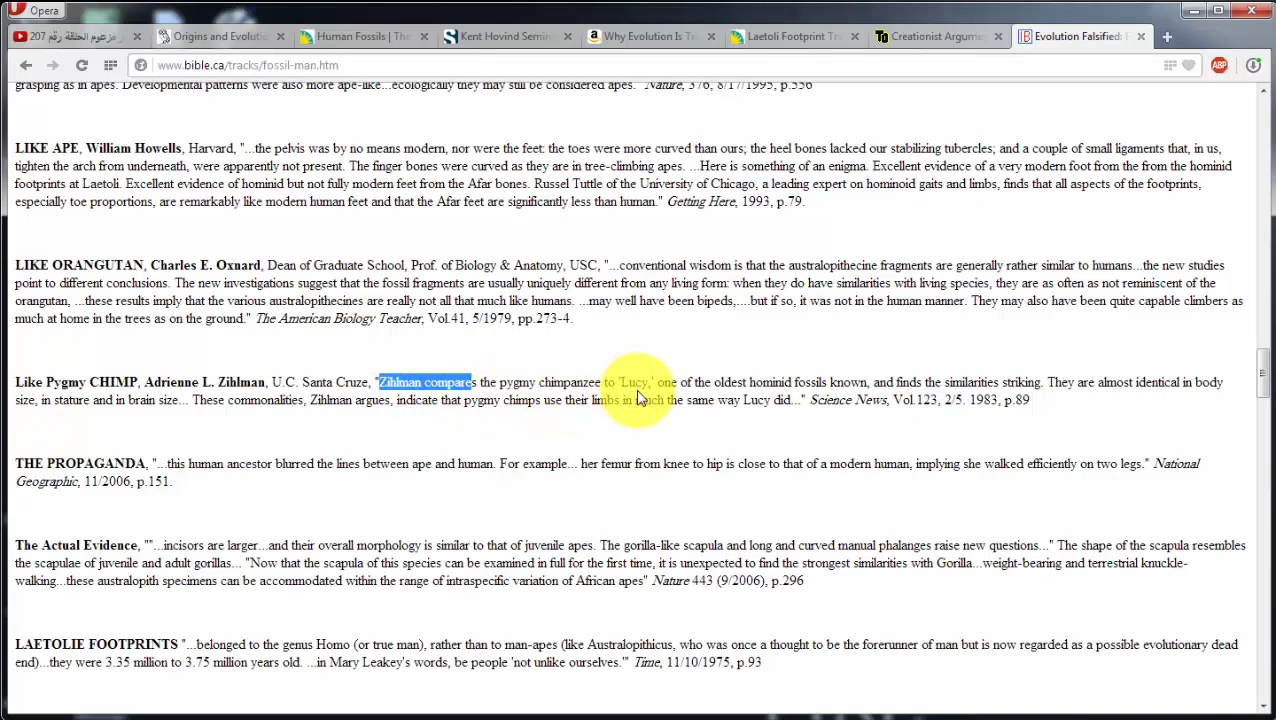 Opera
مزعوم الحلقة رقم 207
Origins and Evolutio
Human Fossils | The
Kent Hovind Semin
Why Evolution Is Tr
Laetoli Footprint Tra
Creationist Argume
Evolution Falsified: E
www.bible.ca/tracks/fossil-man.htm
grasping as in apes. Developmental patterns were also more ape-like...ecologically they may still be considered apes." Nature, 376, 8/17/1995, p.556
LIKE APE, William Howells, Harvard, "...the pelvis was by no means modern, nor were the feet: the toes were more curved than ours; the heel bones lacked our stabilizing tubercles; and a couple of small ligaments that, in us,
tighten the arch from underneath, were apparently not present. The finger bones were curved as they are in tree-climbing apes. ...Here is something of an enigma. Excellent evidence of a very modern foot from the from the hominid
footprints at Laetoli. Excellent evidence of hominid but not fully modern feet from the Afar bones. Russel Tuttle of the University of Chicago, a leading expert on hominoid gaits and limbs, finds that all aspects of the footprints,
especially toe proportions, are remarkably like modern human feet and that the Afar feet are significantly less than human." Getting Here, 1993, p.79.
LIKE ORANGUTAN, Charles E. Oxnard, Dean of Graduate School, Prof. of Biology & Anatomy, USC, "...conventional wisdom is that the australopithecine fragments are generally rather similar to humans...the new studies
point to different conclusions. The new investigations suggest that the fossil fragments are usually uniquely different from any living form: when they do have similarities with living species, they are as often as not reminiscent of the
orangutan, ...these results imply that the various australopithecines are really not all that much like humans. ...may well have been bipeds,....but if so, it was not in the human manner. They may also have been quite capable climbers as
much at home in the trees as on the ground." The American Biology Teacher, Vol.41, 5/1979, pp.273-4.
Like Pygmy CHIMP, Adrienne L. Zihlman, U.C. Santa Cruze, "Zihlman compares the pygmy chimpanzee to 'Lucy,' one of the oldest hominid fossils known, and finds the similarities striking. They are almost identical in body
size, in stature and in brain size... These commonalities, Zihlman argues, indicate that pygmy chimps use their limbs in much the same way Lucy did..." Science News, Vol.123, 2/5. 1983, p.89
THE PROPAGANDA, "...this human ancestor blurred the lines between ape and human. For example... her femur from knee to hip is close to that of a modern human, implying she walked efficiently on two legs." National
Geographic, 11/2006, p.151.
The Actual Evidence, ""...incisors are larger...and their overall morphology is similar to that of juvenile apes. The gorilla-like scapula and long and curved manual phalanges raise new questions..." The shape of the scapula resembles
the scapulae of juvenile and adult gorillas... "Now that the scapula of this species can be examined in full for the first time, it is unexpected to find the strongest similarities with Gorilla...weight-bearing and terrestrial knuckle-
walking...these australopith specimens can be accommodated within the range of intraspecific variation of African apes" Nature 443 (9/2006), p.296
LAETOLIE FOOTPRINTS "...belonged to the genus Homo (or true man), rather than to man-apes (like Australopithicus, who was once a thought to be the forerunner of man but is now regarded as a possible evolutionary dead
end)...they were 3.35 million to 3.75 million years old. ...in Mary Leakey's words, be people 'not unlike ourselves.'" Time, 11/10/1975, p.93